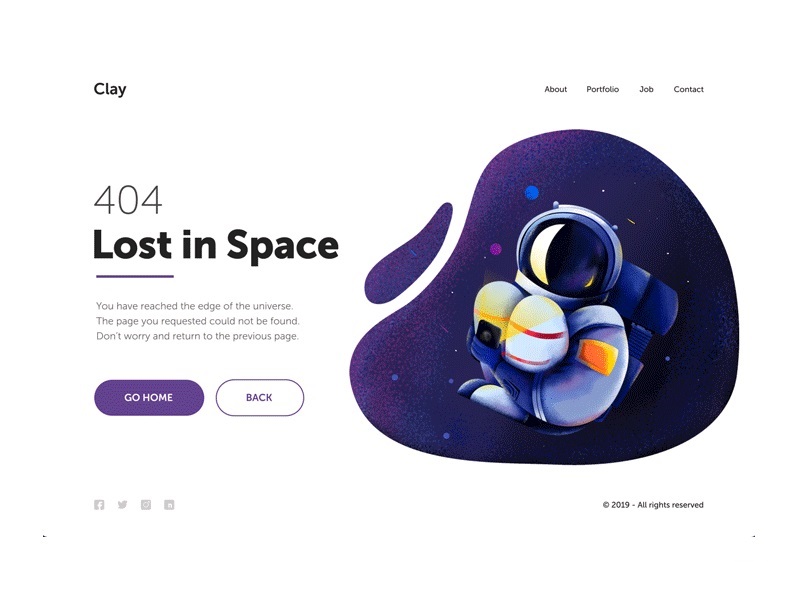 Clay
About Portfolio Job Contact
404
Lost in Space
You have reached the edge of the universe.
The page you requested could not be found.
Don't worry and return to the previous page.
GO HOME BACK
© 2019 - All rights reserved